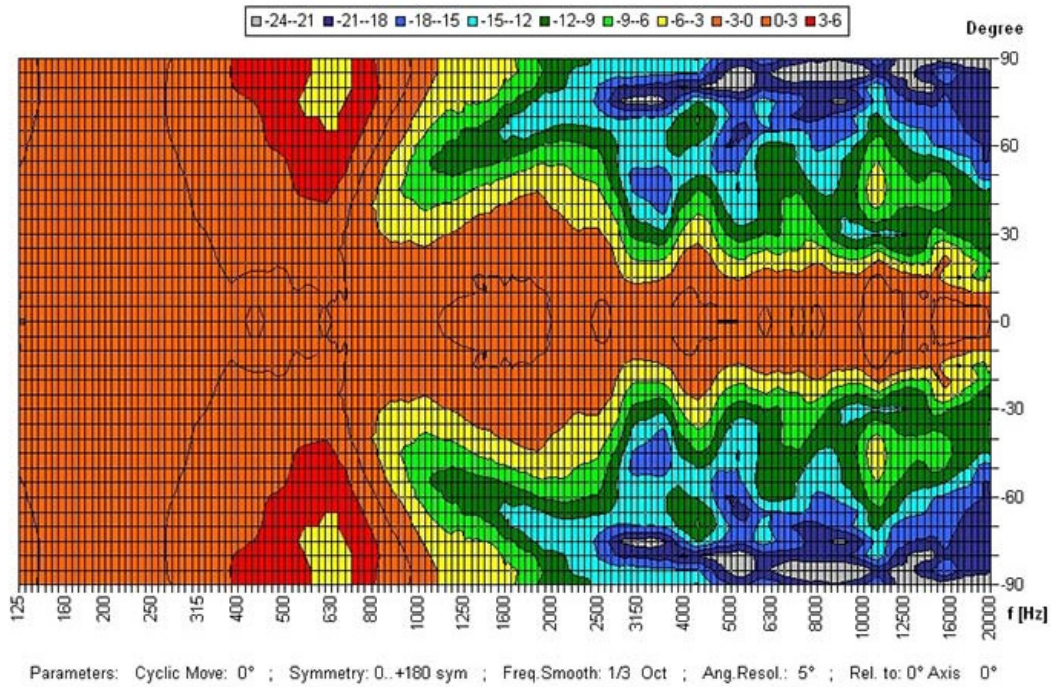 -24--21 -21--18 -18--15 -15--12 -12--9 -9--6 -6--3 -3-0 0-3 3-6
Degree
90
60
30
0
-30
-60
-90
125 160 200 250 315 400 500 630 800 1000 1250 1600 2000 2500 3150 4000 5000 6300 8000 10000 12500 16000 20000
f [Hz]
Parameters: Cyclic Move: 0° ; Symmetry: 0..+180 sym ; Freq.Smooth: 1/3 Oct ; Ang.Resol.: 5° ; Rel. to: 0° Axis 0°